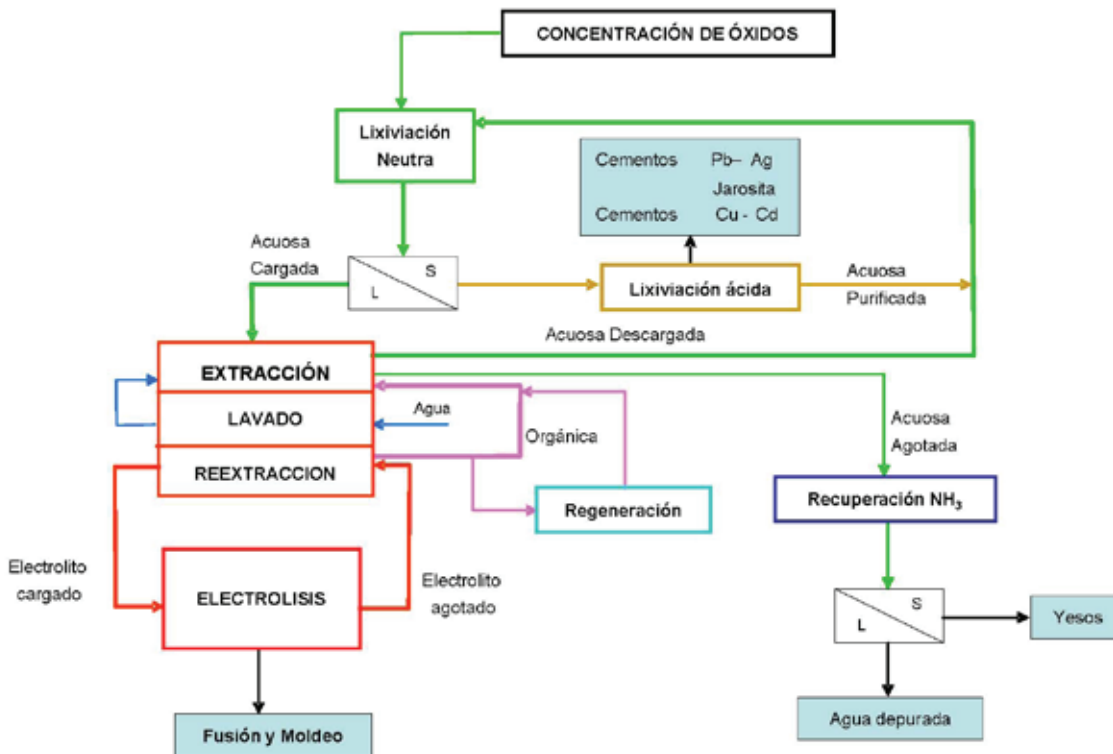 CONCENTRACIÓN DE ÓXIDOS
Lixiviación
Neutra
Cementos Pb– Ag
Jarosita
Cementos Cu - Cd
Acuosa
Cargada
S
L
Lixiviación ácida
Acuosa
Purificada
Acuosa Descargada
EXTRACCIÓN
LAVADO
Agua
Orgánica
REEXTRACCION
Regeneración
Acuosa
Agotada
Recuperación NH₃
Electrolito
cargado
ELECTROLISIS
Electrolito
agotado
S
L
Yesos
Agua depurada
Fusión y Moldeo